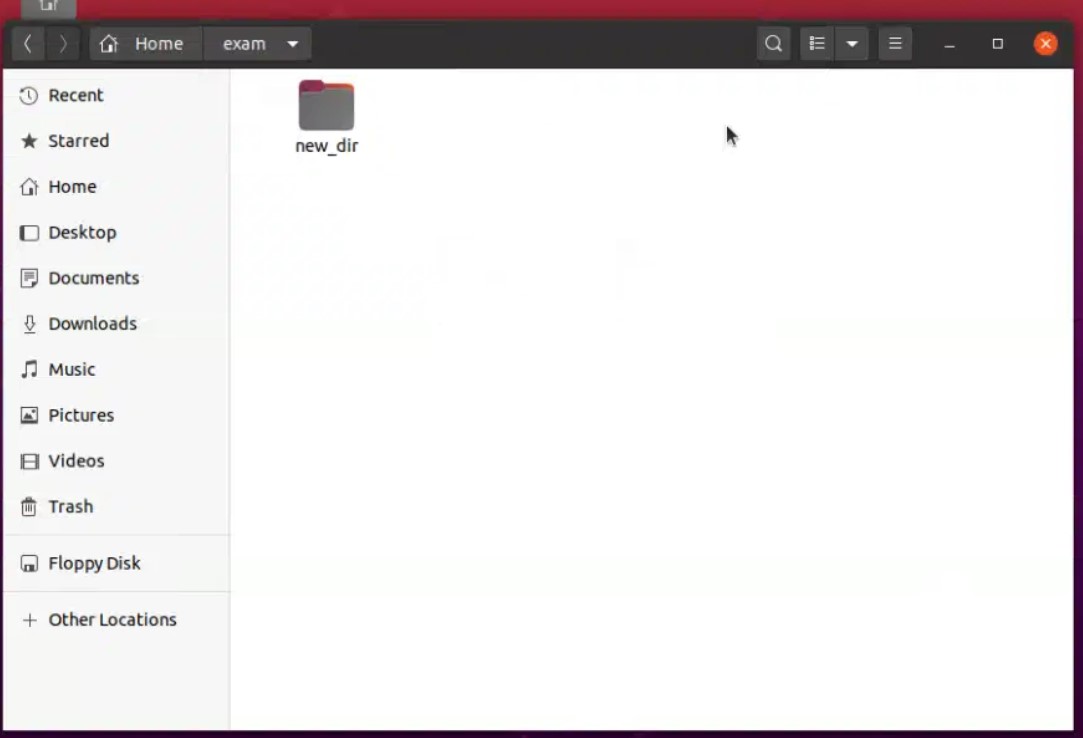 Home exam
Recent
Starred
Home
Desktop
Documents
Downloads
Music
Pictures
Videos
Trash
Floppy Disk
Other Locations
new_dir